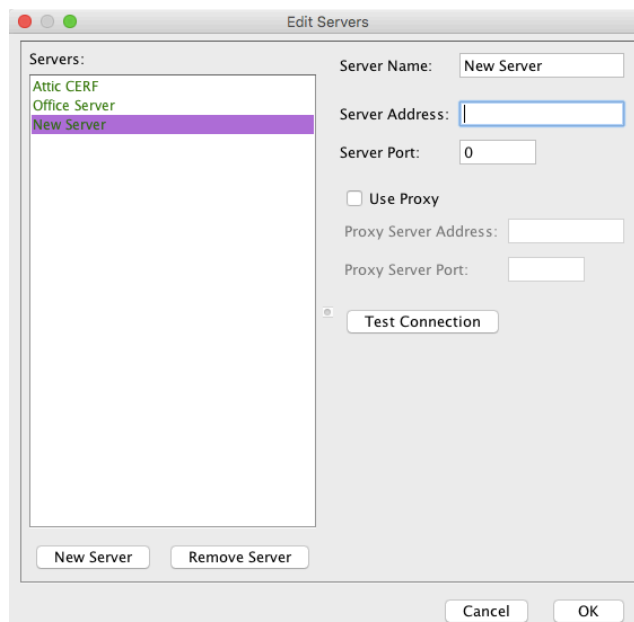 Edit Servers
Servers:
Attic CERF
Office Server
New Server
Server Name: New Server
Server Address:
Server Port: 0
Use Proxy
Proxy Server Address:
Proxy Server Port:
Test Connection
New Server Remove Server
Cancel OK